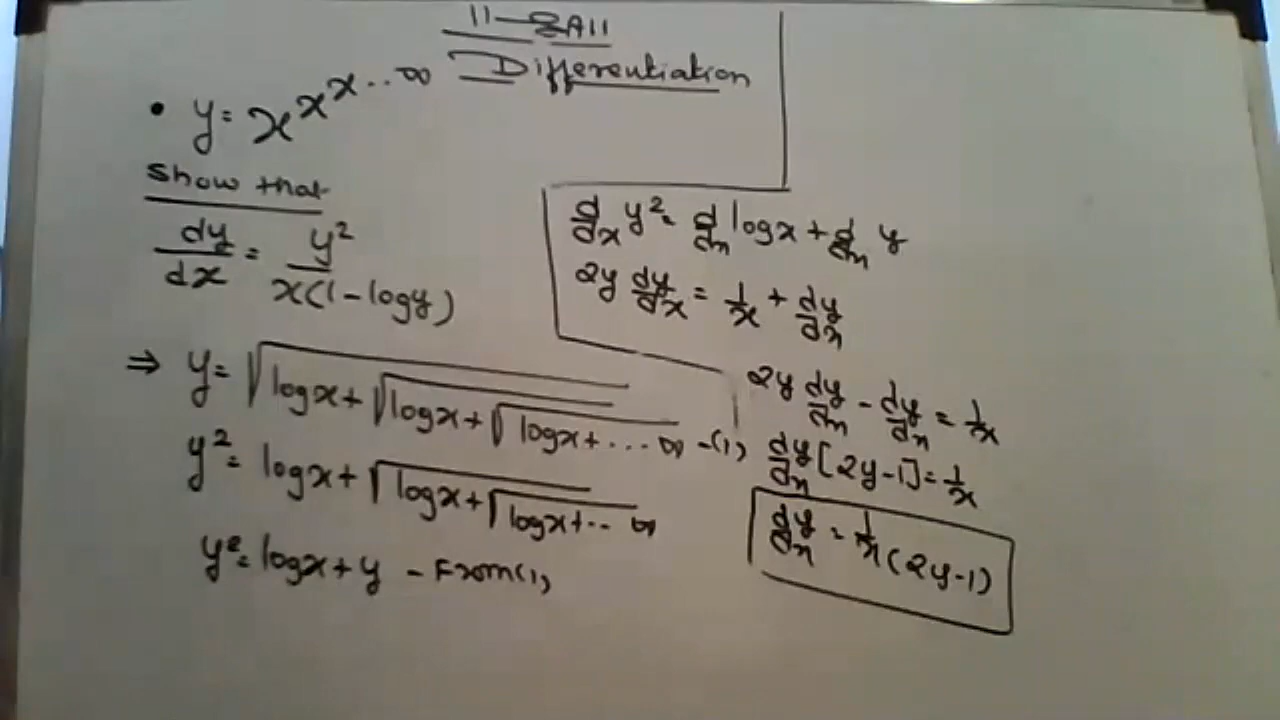 Differentiation
• y = x^x^x...∞
Show that
dy/dx = y²/x(1-logy)
⇒ y = √logx+√logx+√logx+...∞ -(1)
y² = logx+√logx+√logx+...∞
y² = logx+y - From(1)
d/dx y² = d/dx logx + d/dx y
2y dy/dx = 1/x + dy/dx
2y dy/dx - dy/dx = 1/x
dy/dx [2y-1] = 1/x
dy/dx = 1/x(2y-1)